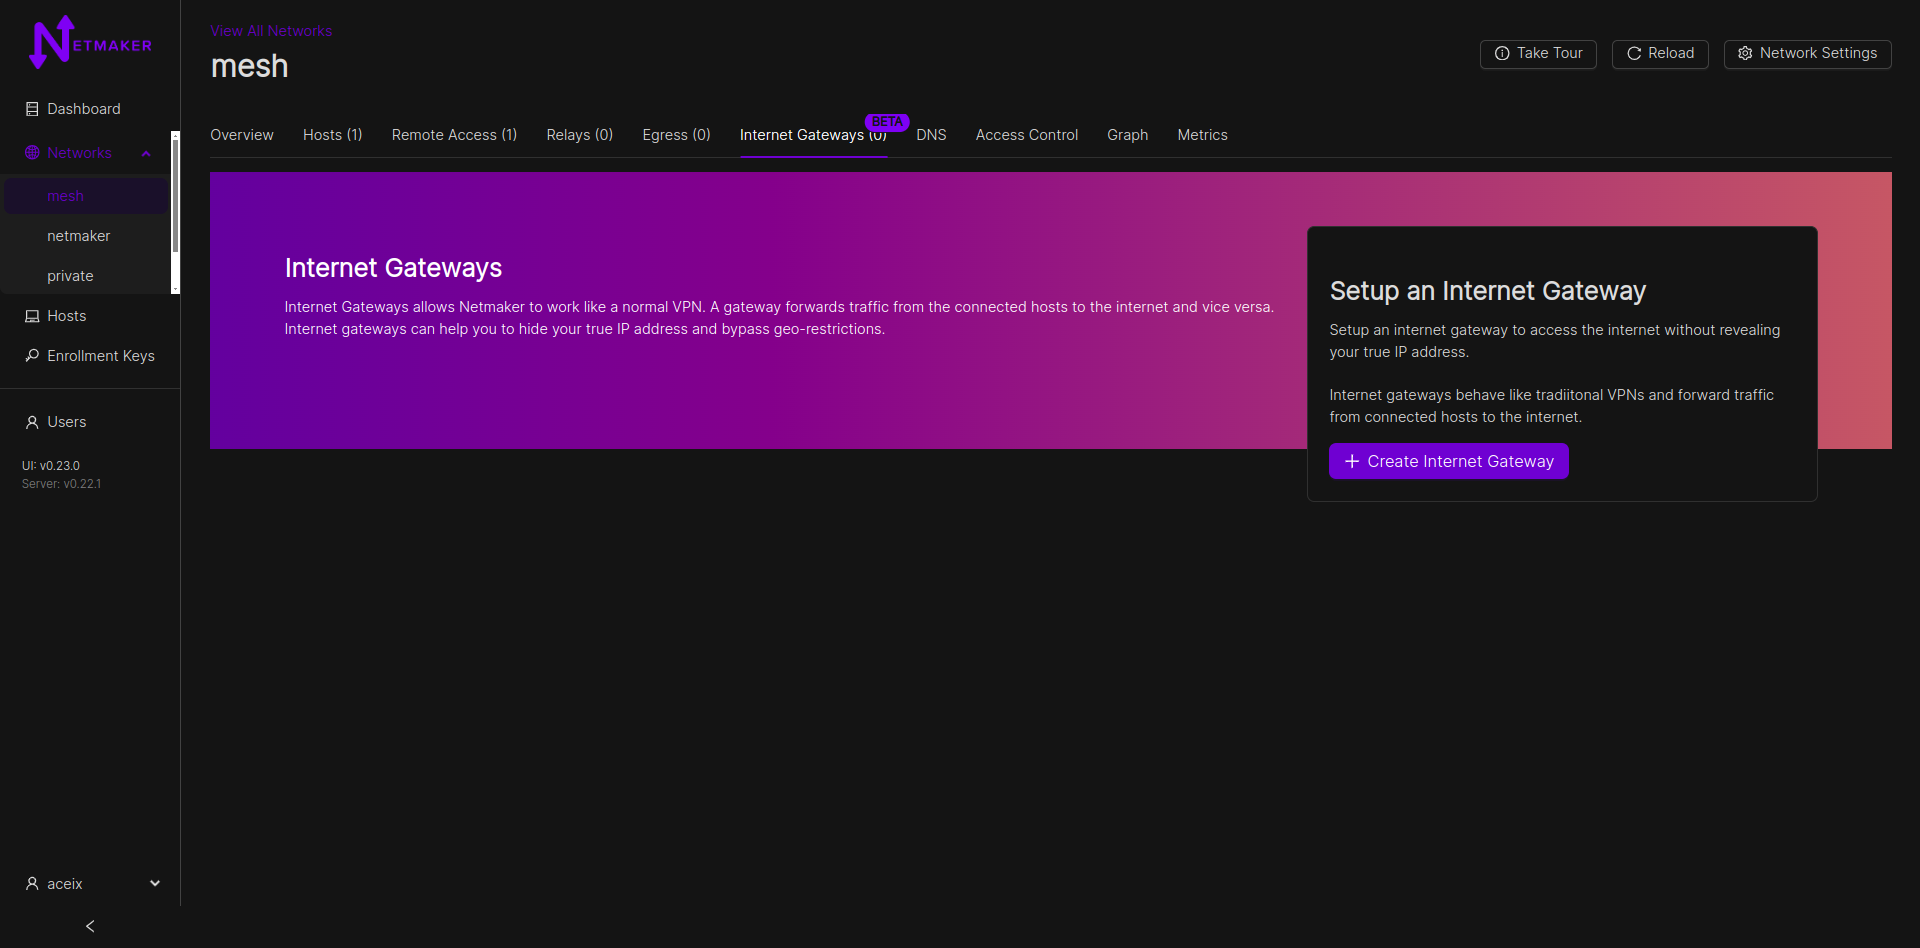 NETMAKER
Dashboard
Networks
mesh
netmaker
private
Hosts
Enrollment Keys
Users
UI: v0.23.0
Server: v0.22.1
aceix
View All Networks
mesh
Take Tour
Reload
Network Settings
Overview
Hosts (1)
Remote Access (1)
Relays (0)
Egress (0)
Internet Gateways (0)
BETA
DNS
Access Control
Graph
Metrics
Internet Gateways
Internet Gateways allows Netmaker to work like a normal VPN. A gateway forwards traffic from the connected hosts to the internet and vice versa.
Internet gateways can help you to hide your true IP address and bypass geo-restrictions.
Setup an Internet Gateway
Setup an internet gateway to access the internet without revealing
your true IP address.
Internet gateways behave like tradiitonal VPNs and forward traffic
from connected hosts to the internet.
Create Internet Gateway